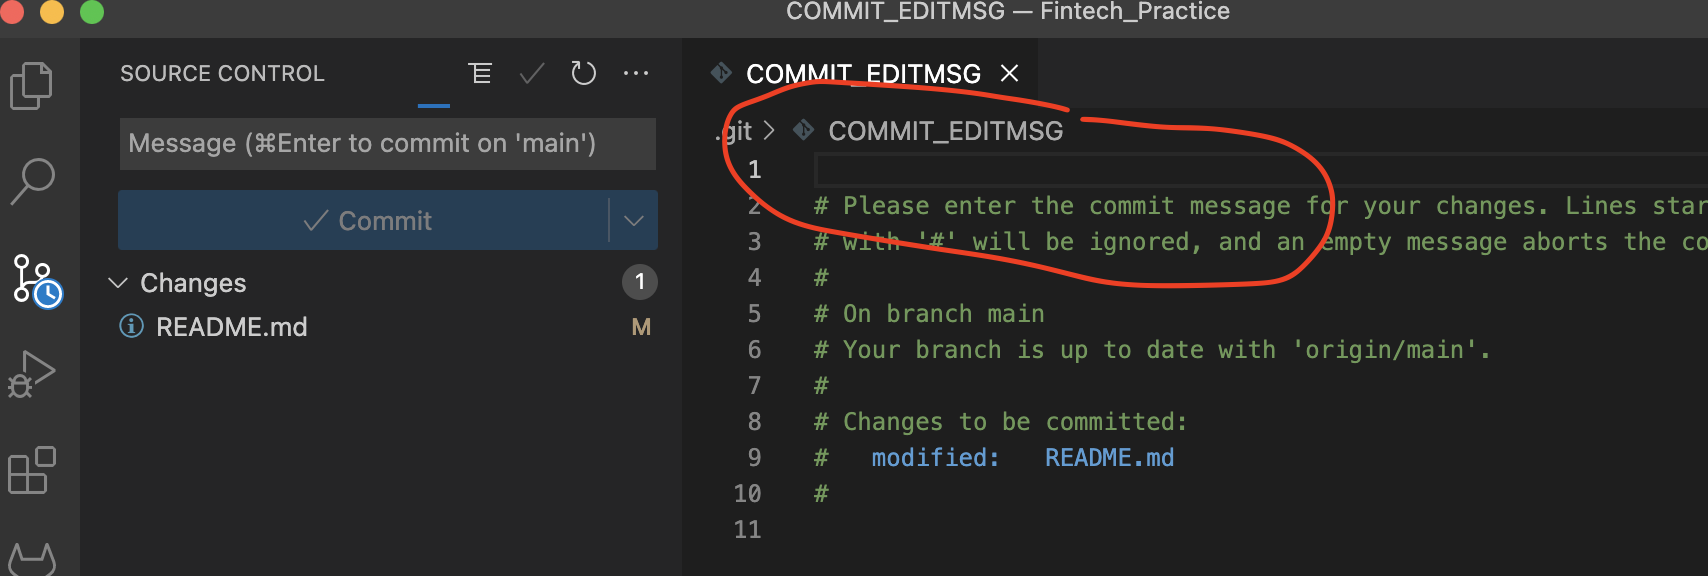 COMMIT_EDITMSG — Fintech_Practice
SOURCE CONTROL
Message (⌘Enter to commit on 'main')
Commit
Changes 1
README.md M
COMMIT_EDITMSG
.git > COMMIT_EDITMSG
1
2 # Please enter the commit message for your changes. Lines star
3 # with '#' will be ignored, and an empty message aborts the co
4 #
5 # On branch main
6 # Your branch is up to date with 'origin/main'.
7 #
8 # Changes to be committed:
9 # modified: README.md
10 #
11